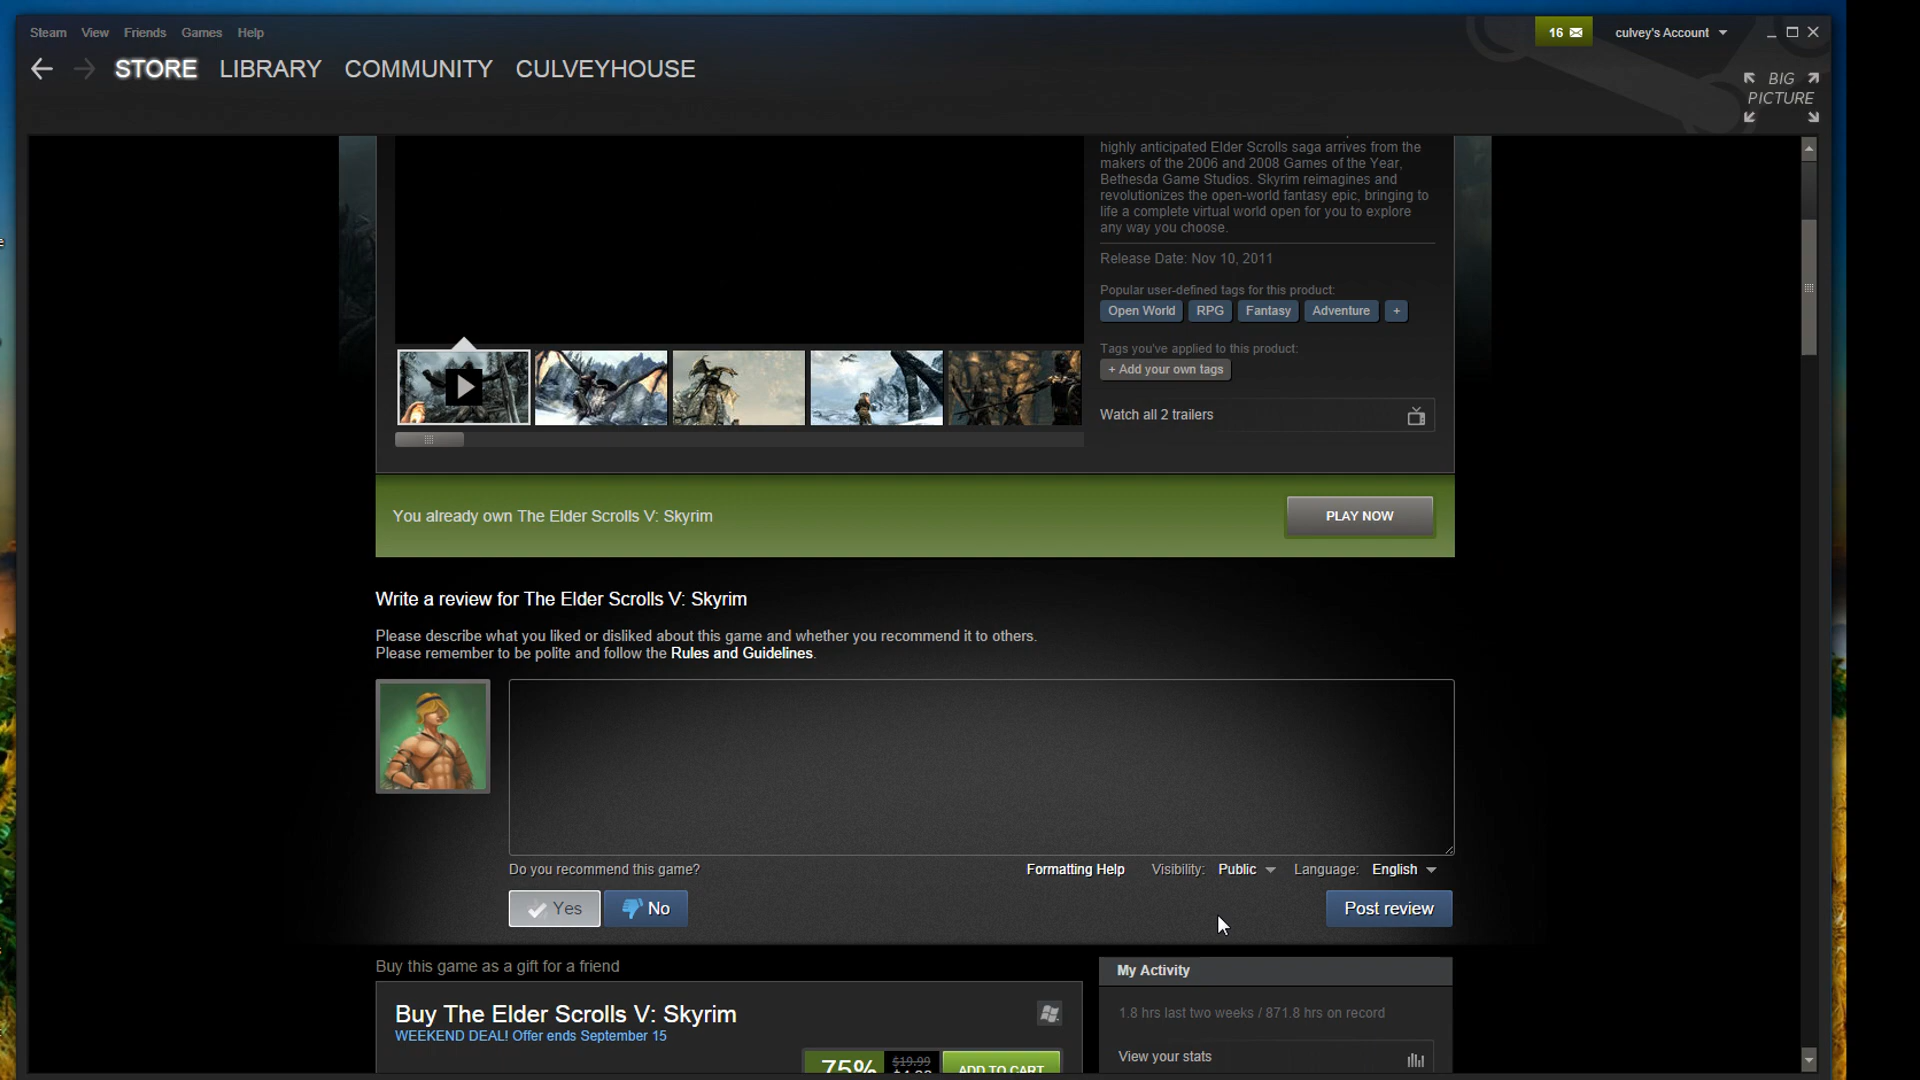 Steam View Friends Games Help
16
culvey's Account
STORE LIBRARY COMMUNITY CULVEYHOUSE
BIG PICTURE
highly anticipated Elder Scrolls saga arrives from the
makers of the 2006 and 2008 Games of the Year,
Bethesda Game Studios. Skyrim reimagines and
revolutionizes the open-world fantasy epic, bringing to
life a complete virtual world open for you to explore
any way you choose.
Release Date: Nov 10, 2011
Popular user-defined tags for this product:
Open World RPG Fantasy Adventure +
Tags you've applied to this product:
+ Add your own tags
Watch all 2 trailers
You already own The Elder Scrolls V: Skyrim
PLAY NOW
Write a review for The Elder Scrolls V: Skyrim
Please describe what you liked or disliked about this game and whether you recommend it to others.
Please remember to be polite and follow the Rules and Guidelines.
Do you recommend this game?
Formatting Help Visibility: Public Language: English
Yes No
Post review
Buy this game as a gift for a friend
My Activity
Buy The Elder Scrolls V: Skyrim
WEEKEND DEAL! Offer ends September 15
1.8 hrs last two weeks / 871.8 hrs on record
View your stats
75% $19.99
ADD TO CART